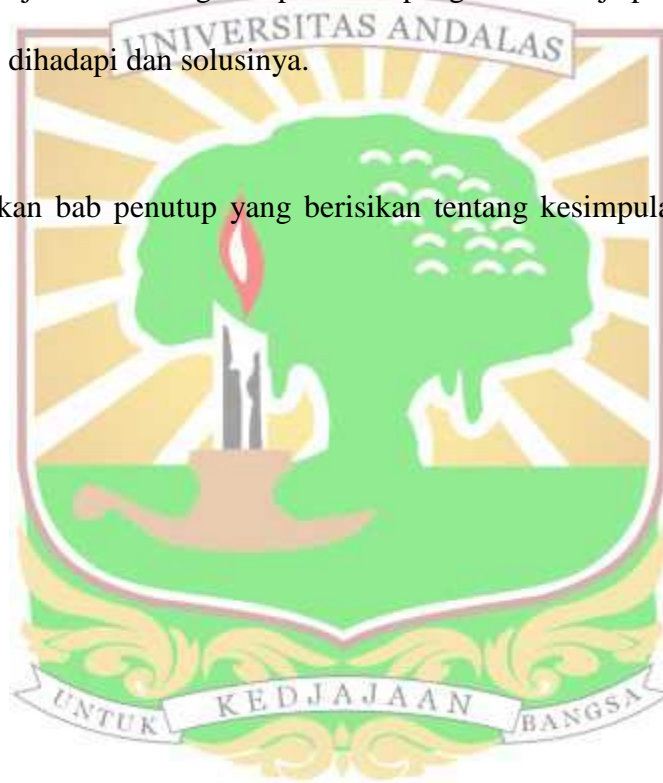 UNIVERSITAS ANDALAS
dihadapi dan solusinya.
kan bab penutup yang berisikan tentang kesimpula
UNTUK KEDJAJAAN BANGSA